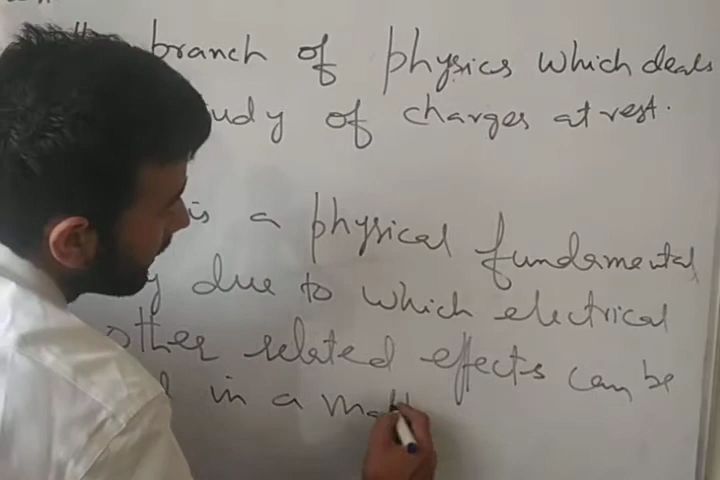 branch of physics which deals
of charges at rest.
is a physical fundamental
due to which electrical
other related effects can be
in a